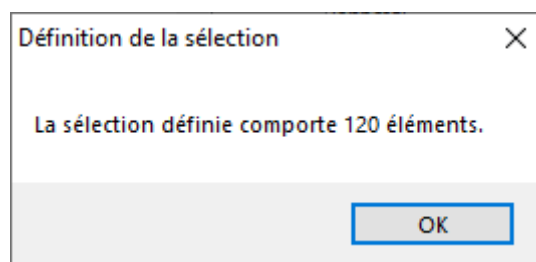 Définition de la sélection
La sélection définie comporte 120 éléments.
OK